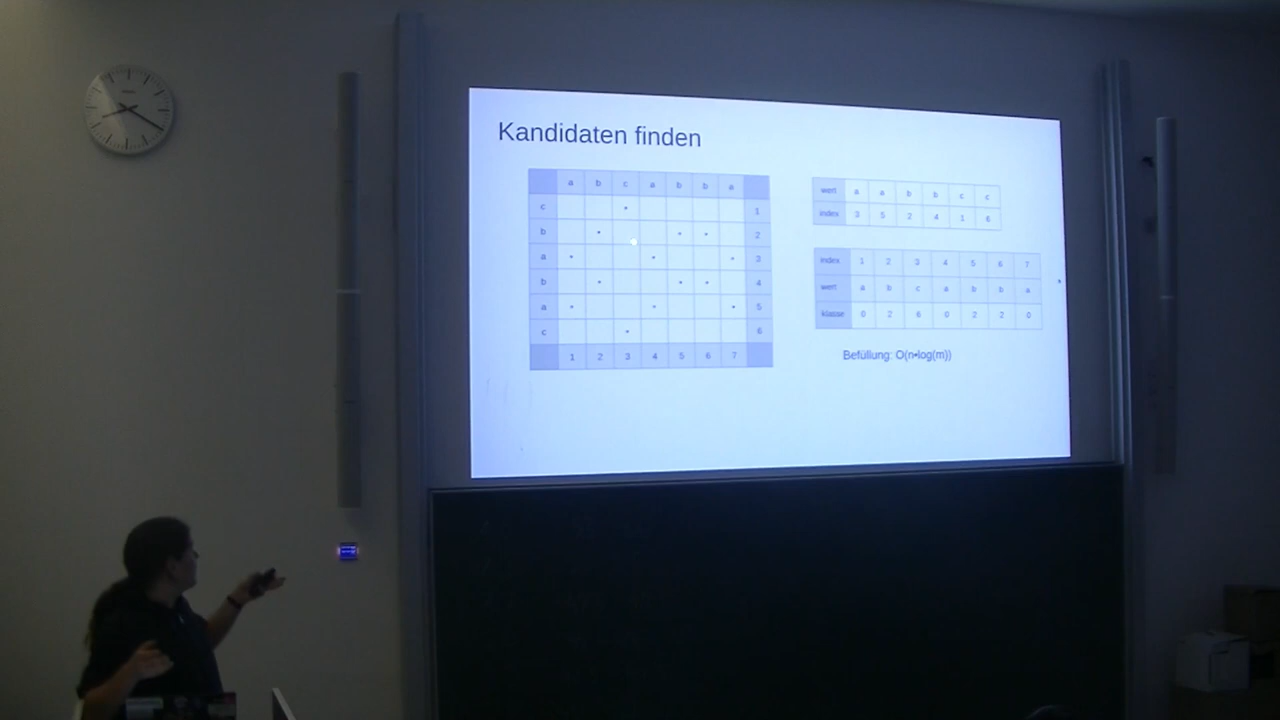 Kandidaten finden
a b c a b b a
c 1
b 2
a 3
b 4
a 5
c 6
1 2 3 4 5 6 7
wert a a b b c c
index 3 5 2 4 1 6
index 1 2 3 4 5 6 7
wert a b c a b b a
klasse 0 2 6 0 2 2 0
Befüllung: O(n•log(m))